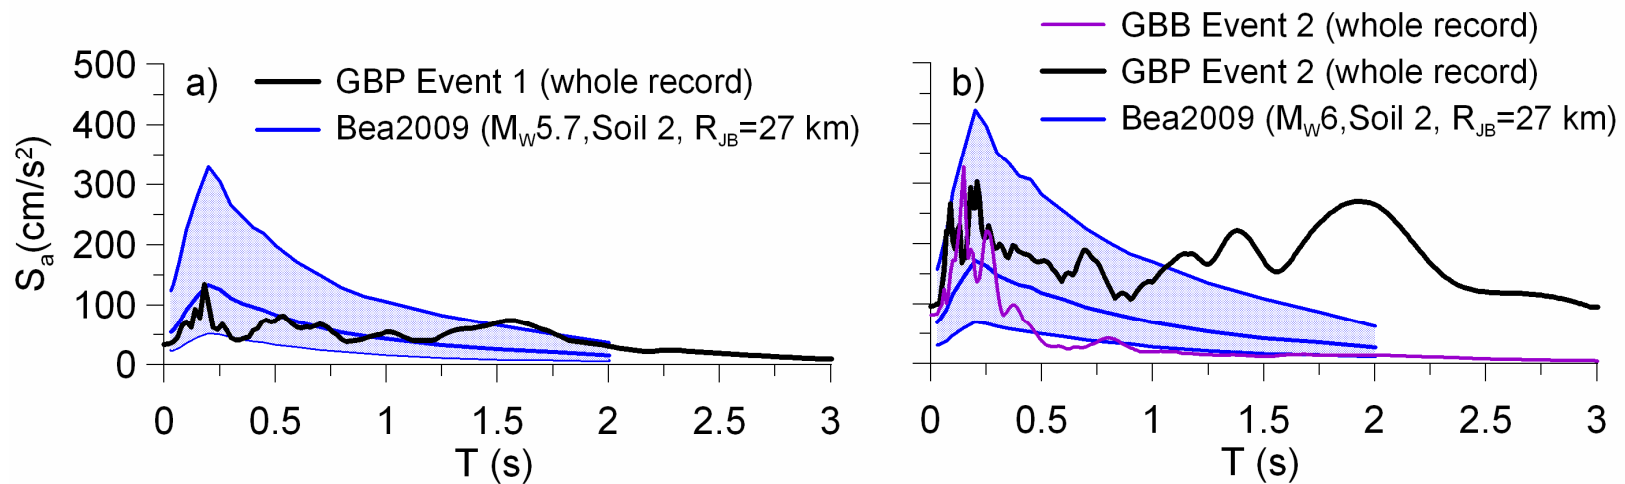 GBB Event 2 (whole record)
GBP Event 2 (whole record)
Bea2009 (MW6,Soil 2, RJB=27 km)
a)
GBP Event 1 (whole record)
Bea2009 (MW5.7,Soil 2, RJB=27 km)
b)
500
400
300
200
100
0
Sa(cm/s²)
0 0.5 1 1.5 2 2.5 3
T (s)
0 0.5 1 1.5 2 2.5 3
T (s)